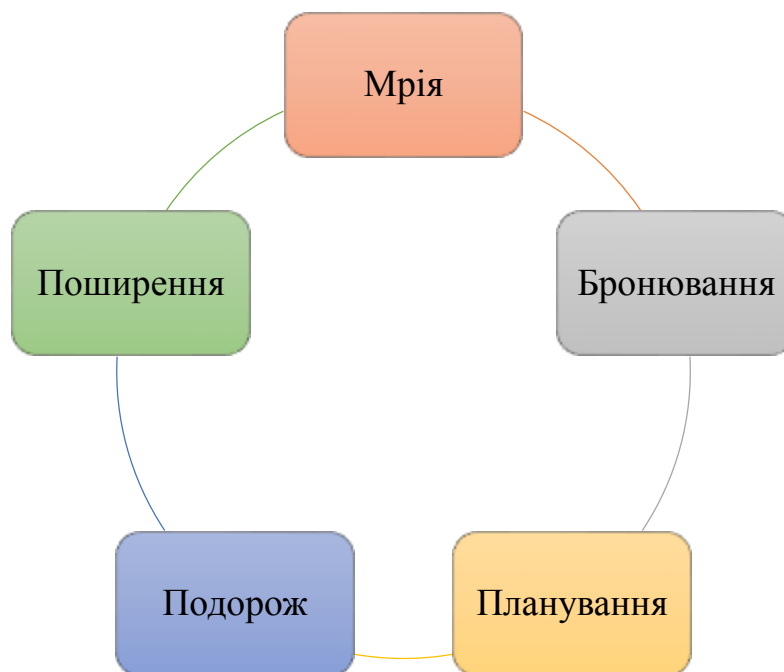 Мрія
Бронювання
Планування
Подорож
Поширення